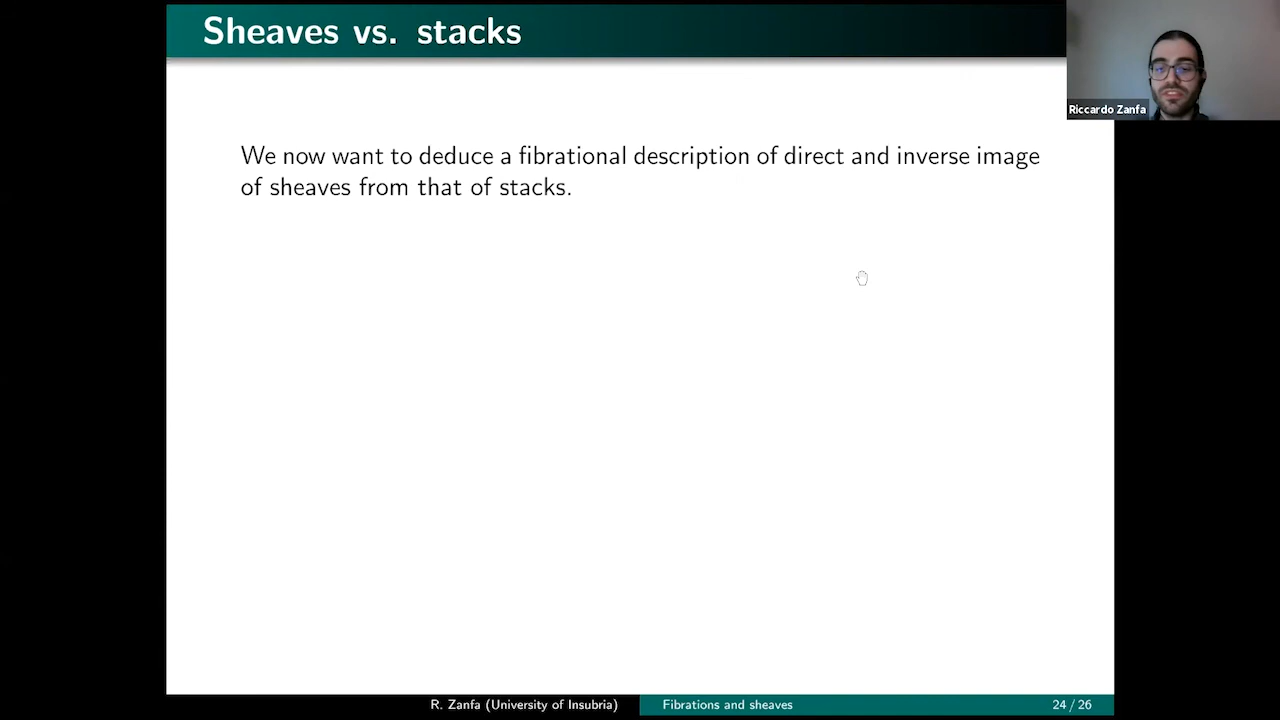 Sheaves vs. stacks
Riccardo Zanfa
We now want to deduce a fibrational description of direct and inverse image
of sheaves from that of stacks.
R. Zanfa (University of Insubria)
Fibrations and sheaves
24 / 26